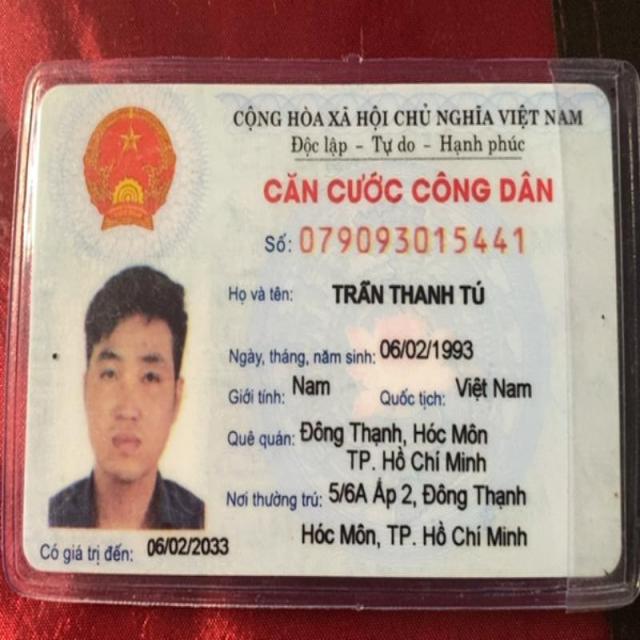 CỘNG HÒA XÃ HỘI CHỦ NGHĨA VIỆT NAM
Độc lập - Tự do - Hạnh phúc
CĂN CƯỚC CÔNG DÂN
Số: 079093015441
Họ và tên: TRẦN THANH TÚ
Ngày, tháng, năm sinh: 06/02/1993
Giới tính: Nam Quốc tịch: Việt Nam
Quê quán: Đông Thạnh, Hóc Môn
TP. Hồ Chí Minh
Nơi thường trú: 5/6A Ấp 2, Đông Thạnh
Hóc Môn, TP. Hồ Chí Minh
Có giá trị đến: 06/02/2033